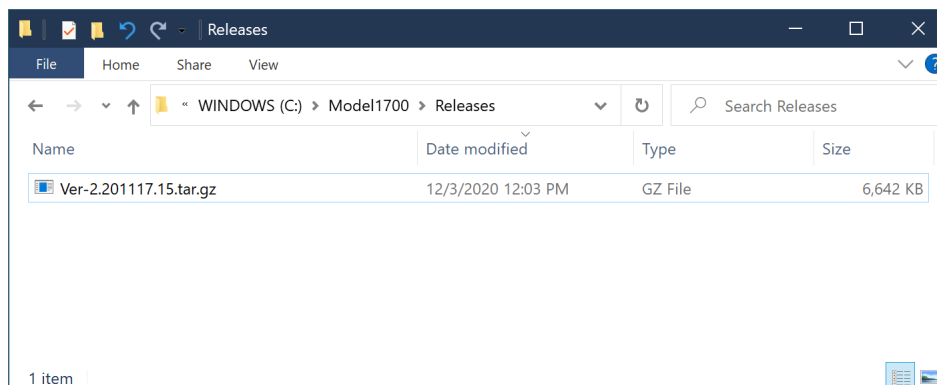 Releases
File Home Share View
« WINDOWS (C:) > Model1700 > Releases Search Releases
Name Date modified Type Size
Ver-2.201117.15.tar.gz 12/3/2020 12:03 PM GZ File 6,642 KB
1 item